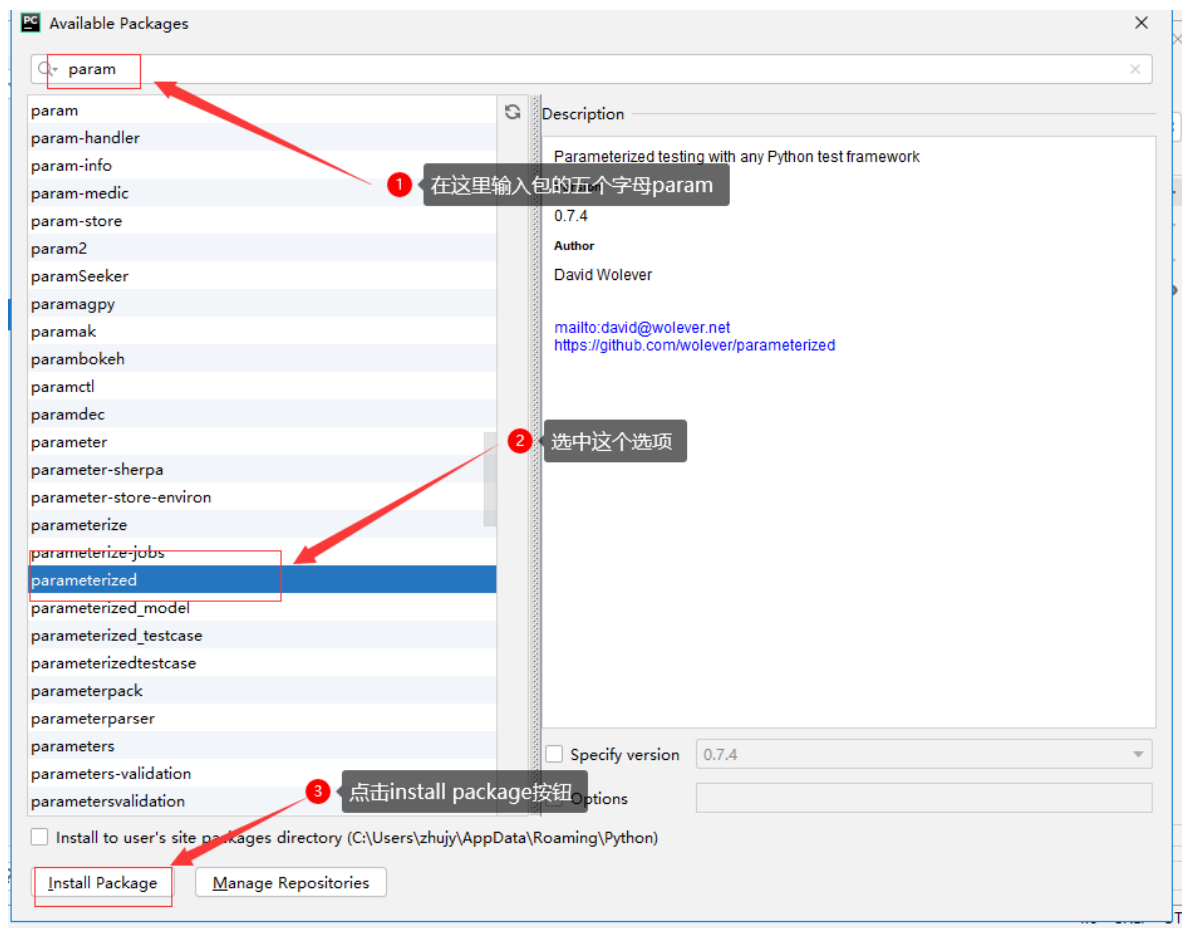 PC Available Packages
param
param
param-handler
param-info
param-medic
param-store
param2
paramSeeker
paramagpy
paramak
parambokeh
paramctl
paramdec
parameter
parameter-sherpa
parameter-store-environ
parameterize
parameterize-jobs
parameterized
parameterized_model
parameterized_testcase
parameterizedtestcase
parameterpack
parameterparser
parameters
parameters-validation
parametersvalidation
Description
Parameterized testing with any Python test framework
1 在这里输入包的五个字母param
0.7.4
Author
David Wolever
mailto:david@wolever.net
https://github.com/wolever/parameterized
2 选中这个选项
Specify version 0.7.4
3 点击install package按钮
Options
Install to user's site packages directory (C:\Users\zhujy\AppData\Roaming\Python)
Install Package
Manage Repositories